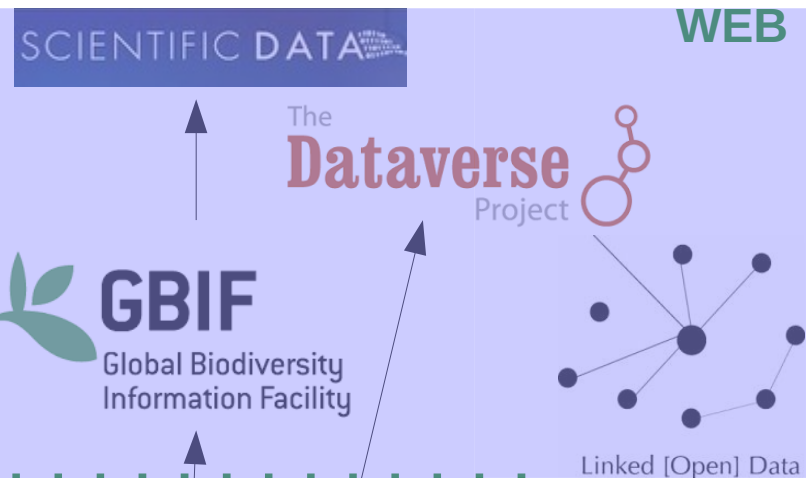 SCIENTIFIC DATA
WEB
The
Dataverse
Project
GBIF
Global Biodiversity
Information Facility
Linked [Open] Data